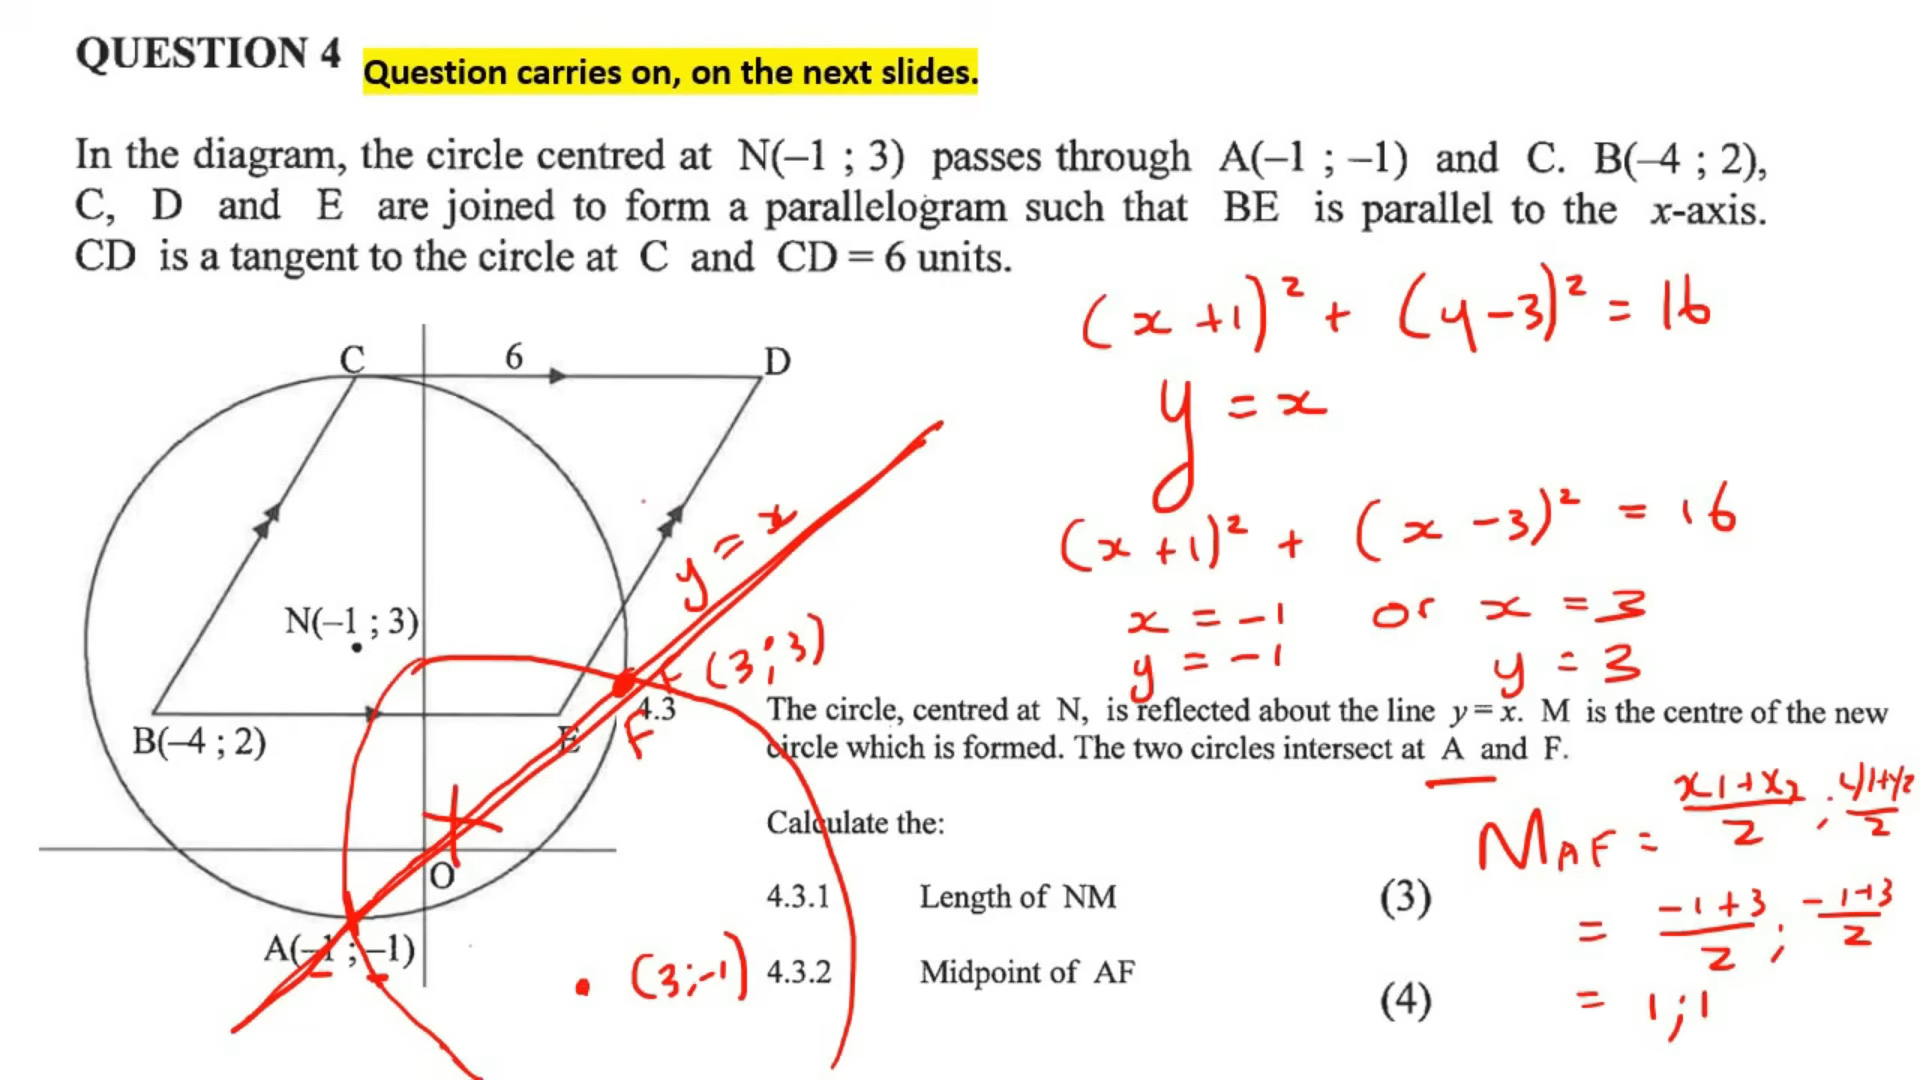 QUESTION 4
Question carries on, on the next slides.
In the diagram, the circle centred at N(–1 ; 3) passes through A(–1 ; –1) and C. B(–4 ; 2),
C, D and E are joined to form a parallelogram such that BE is parallel to the x-axis.
CD is a tangent to the circle at C and CD = 6 units.
(x +1)² + (y –3)² = 16
y = x
(x +1)² + (x –3)² = 16
x = –1 or x = 3
y = –1 y = 3
C 6 D
y = x
N(–1 ; 3)
(3 ; 3)
B(–4 ; 2)
E
F
O
A(–1 ; –1)
(3 ; –1)
4.3 The circle, centred at N, is reflected about the line y = x. M is the centre of the new
circle which is formed. The two circles intersect at A and F.
Calculate the:
4.3.1 Length of NM (3)
4.3.2 Midpoint of AF (4)
M AF = x1+x2/2 ; y1+y2/2
= –1+3/2 ; –1+3/2
= 1 ; 1